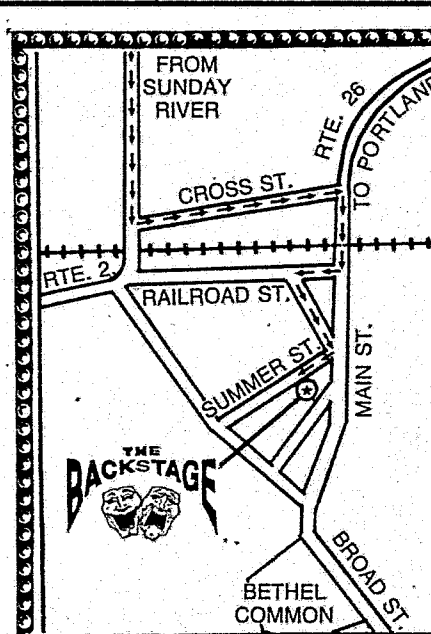 FROM
SUNDAY
RIVER
RTE. 26
TO PORTLAND
CROSS ST.
RTE. 2
RAILROAD ST.
SUMMER ST.
MAIN ST.
THE
BACKSTAGE
BROAD ST.
BETHEL
COMMON